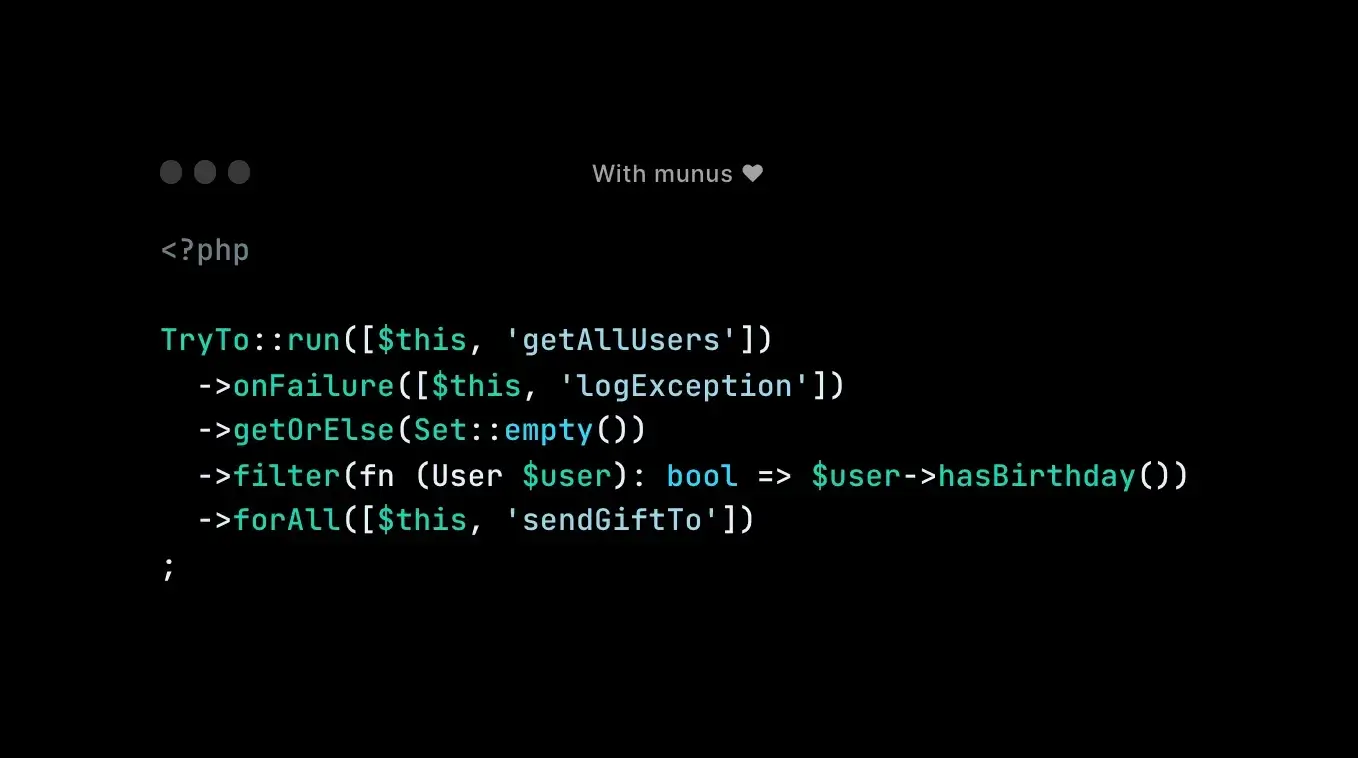 With munus ♥
<?php
TryTo::run([$this, 'getAllUsers'])
->onFailure([$this, 'logException'])
->getOrElse(Set::empty())
->filter(fn (User $user): bool => $user->hasBirthday())
->forAll([$this, 'sendGiftTo'])
;